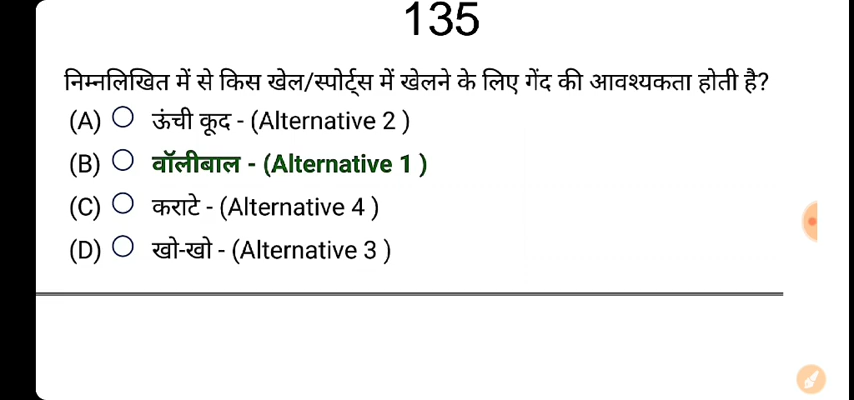 135
निम्नलिखित में से किस खेल/स्पोर्ट्स में खेलने के लिए गेंद की आवश्यकता होती है?
(A) ऊंची कूद - (Alternative 2 )
(B) वॉलीबाल - (Alternative 1 )
(C) कराटे - (Alternative 4 )
(D) खो-खो - (Alternative 3 )